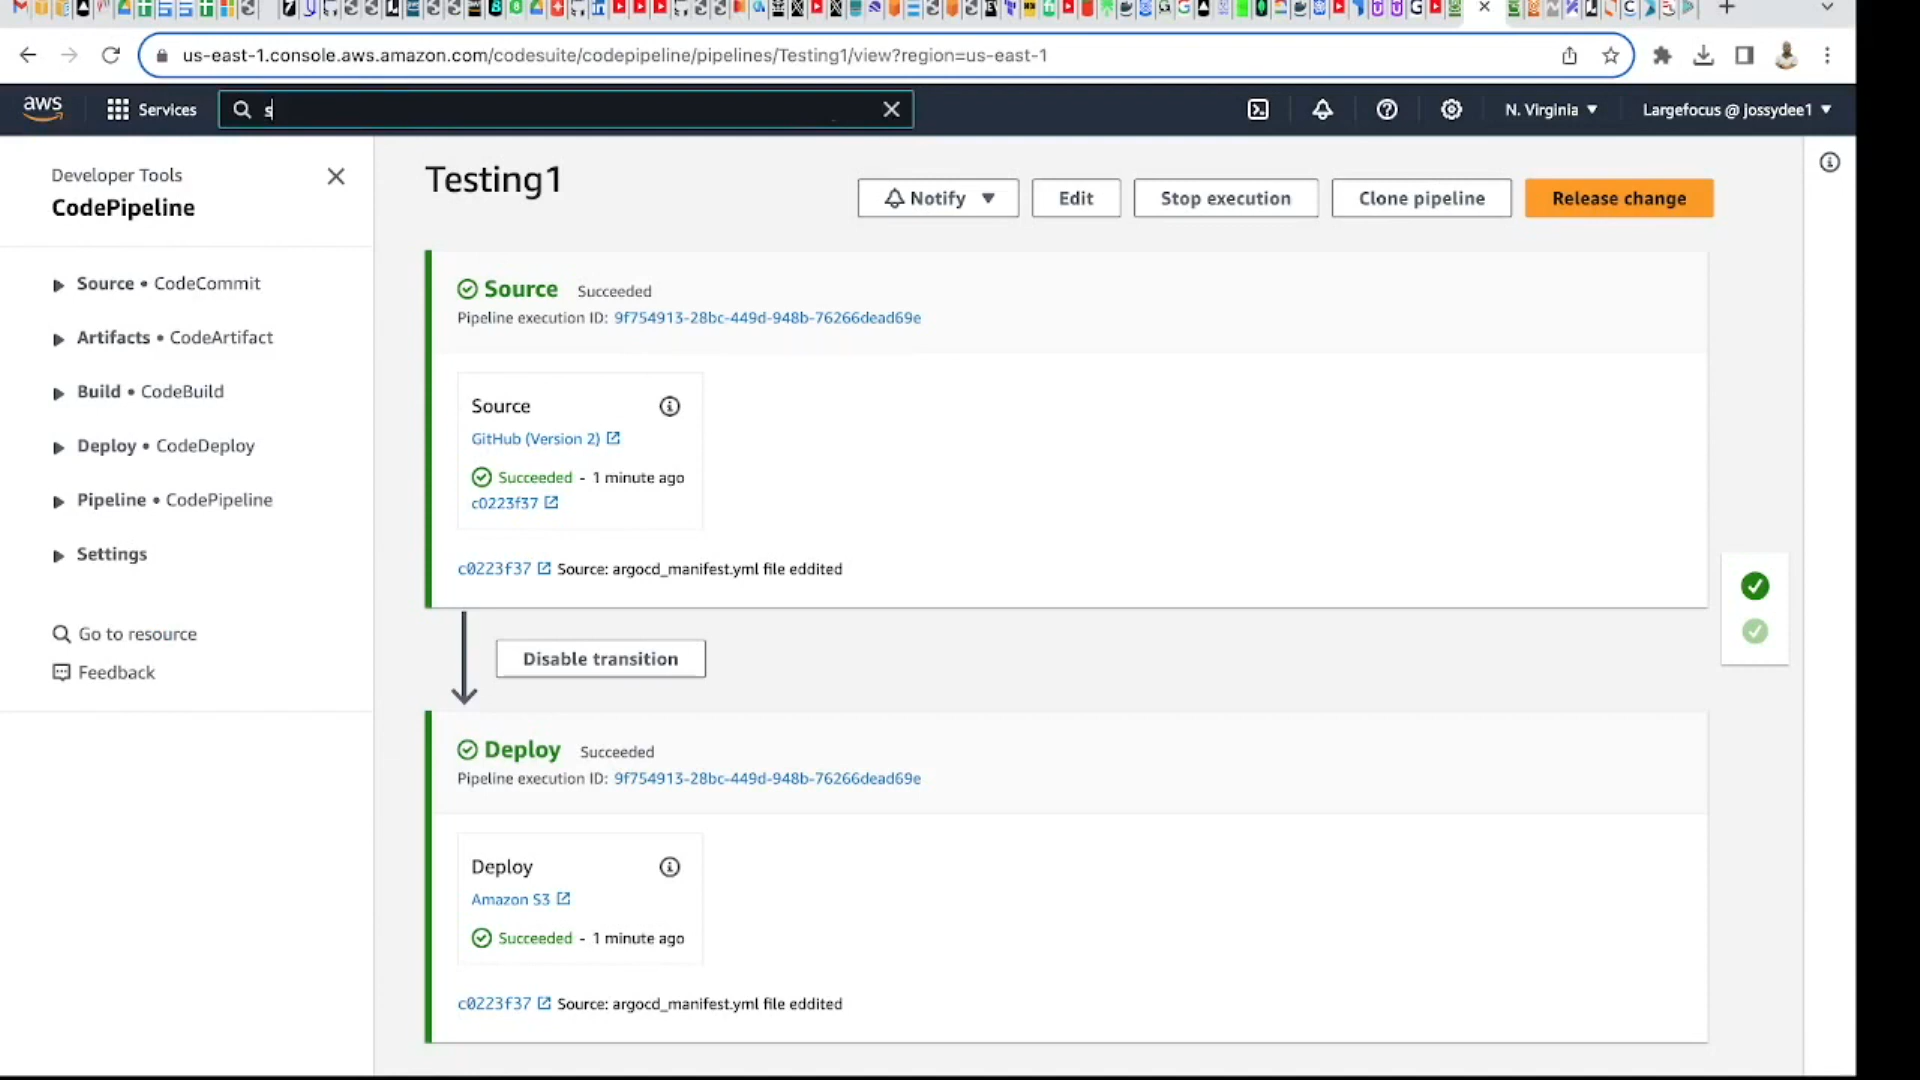 us-east-1.console.aws.amazon.com/codesuite/codepipeline/pipelines/Testing1/view?region=us-east-1
aws
Services
s
N. Virginia
Largefocus @ jossydee1
Developer Tools
CodePipeline
Source • CodeCommit
Artifacts • CodeArtifact
Build • CodeBuild
Deploy • CodeDeploy
Pipeline • CodePipeline
Settings
Go to resource
Feedback
Testing1
Notify
Edit
Stop execution
Clone pipeline
Release change
Source Succeeded
Pipeline execution ID: 9f754913-28bc-449d-948b-76266dead69e
Source
GitHub (Version 2)
Succeeded - 1 minute ago
c0223f37
c0223f37 Source: argocd_manifest.yml file eddited
Disable transition
Deploy Succeeded
Pipeline execution ID: 9f754913-28bc-449d-948b-76266dead69e
Deploy
Amazon S3
Succeeded - 1 minute ago
c0223f37 Source: argocd_manifest.yml file eddited